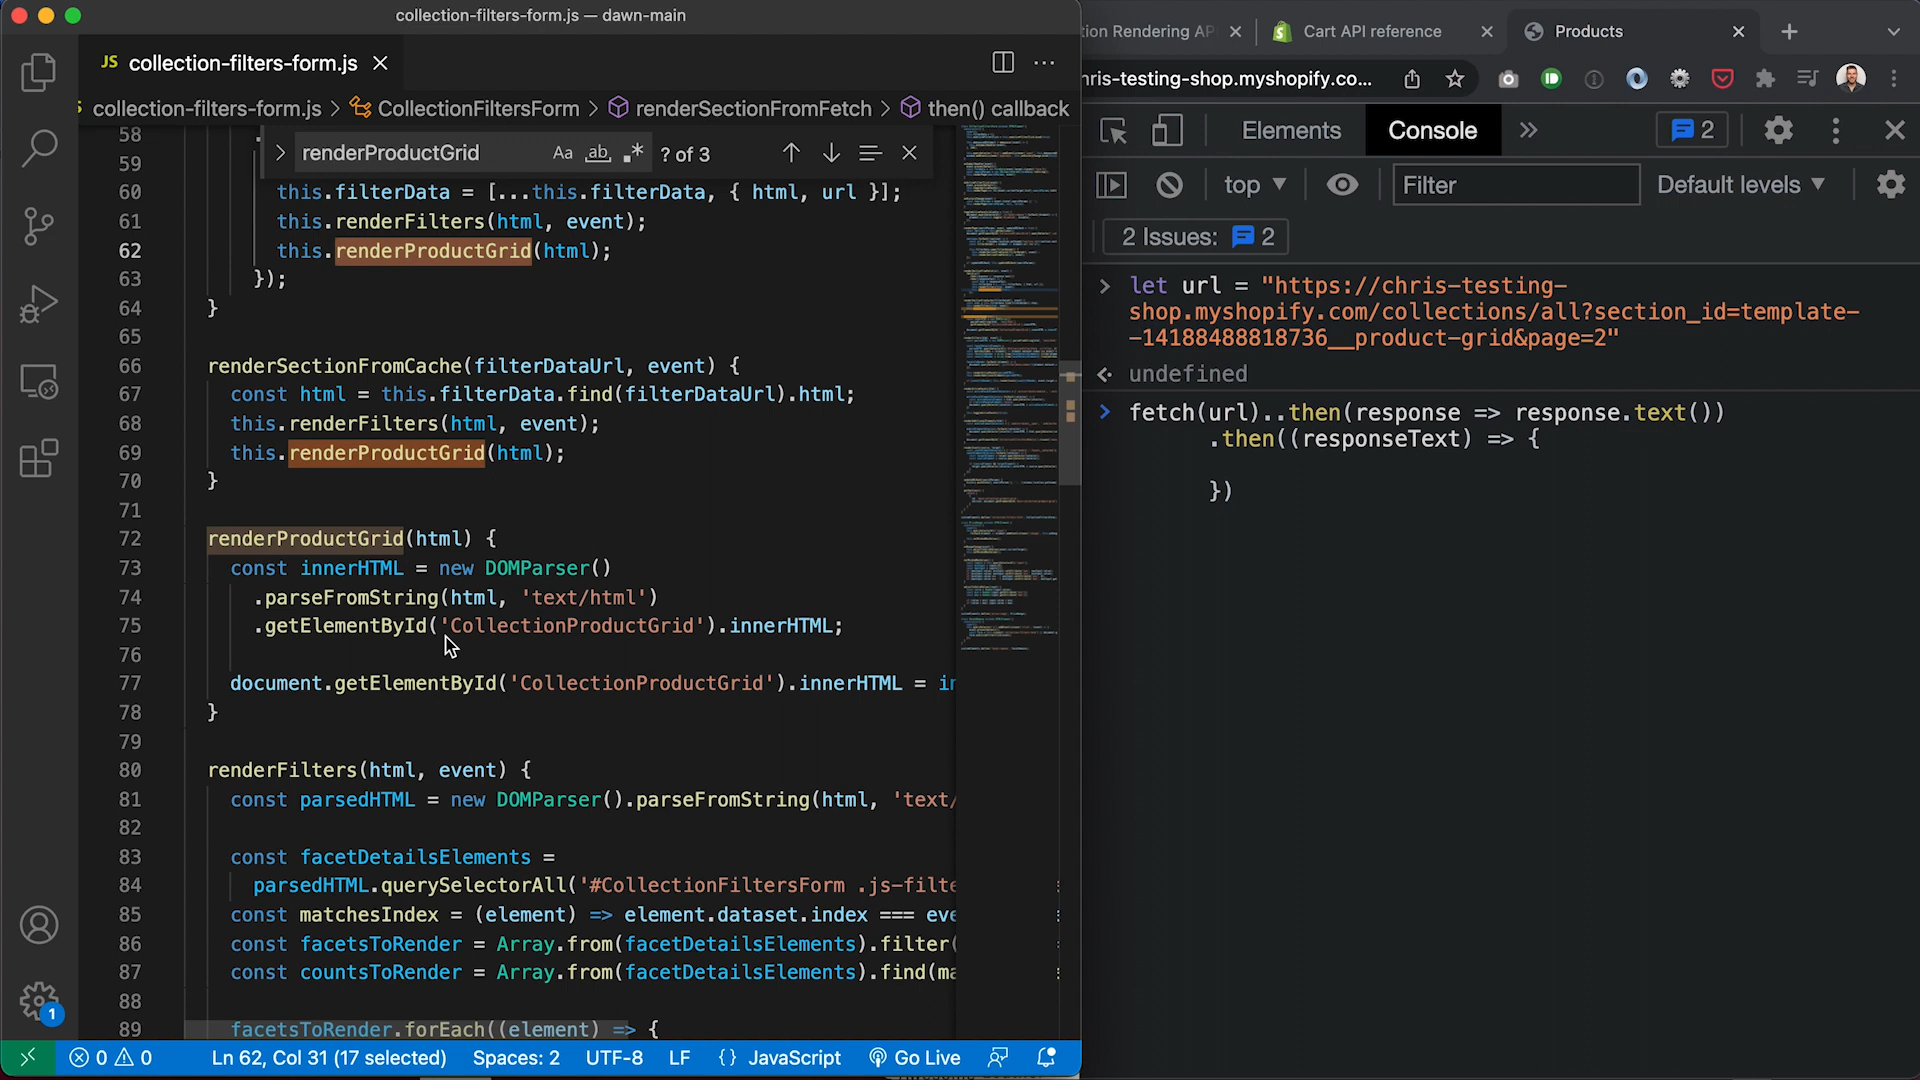 collection-filters-form.js — dawn-main
JS collection-filters-form.js
collection-filters-form.js > CollectionFiltersForm > renderSectionFromFetch > then() callback
renderProductGrid Aa ab ? of 3
58
59
60 this.filterData = [...this.filterData, { html, url }];
61 this.renderFilters(html, event);
62 this.renderProductGrid(html);
63 });
64 }
65
66 renderSectionFromCache(filterDataUrl, event) {
67 const html = this.filterData.find(filterDataUrl).html;
68 this.renderFilters(html, event);
69 this.renderProductGrid(html);
70 }
71
72 renderProductGrid(html) {
73 const innerHTML = new DOMParser()
74 .parseFromString(html, 'text/html')
75 .getElementById('CollectionProductGrid').innerHTML;
76
77 document.getElementById('CollectionProductGrid').innerHTML = in
78 }
79
80 renderFilters(html, event) {
81 const parsedHTML = new DOMParser().parseFromString(html, 'text/
82
83 const facetDetailsElements =
84 parsedHTML.querySelectorAll('#CollectionFiltersForm .js-filte
85 const matchesIndex = (element) => element.dataset.index === eve
86 const facetsToRender = Array.from(facetDetailsElements).filter(
87 const countsToRender = Array.from(facetDetailsElements).find(ma
88
89 facetsToRender.forEach((element) => {
1
0 0 Ln 62, Col 31 (17 selected) Spaces: 2 UTF-8 LF {} JavaScript Go Live
tion Rendering AP Cart API reference Products
hris-testing-shop.myshopify.co...
Elements Console 2
top Filter Default levels
2 Issues: 2
let url = "https://chris-testing-
shop.myshopify.com/collections/all?section_id=template-
-14188488818736__product-grid&page=2"
undefined
fetch(url)..then(response => response.text())
.then((responseText) => {
})